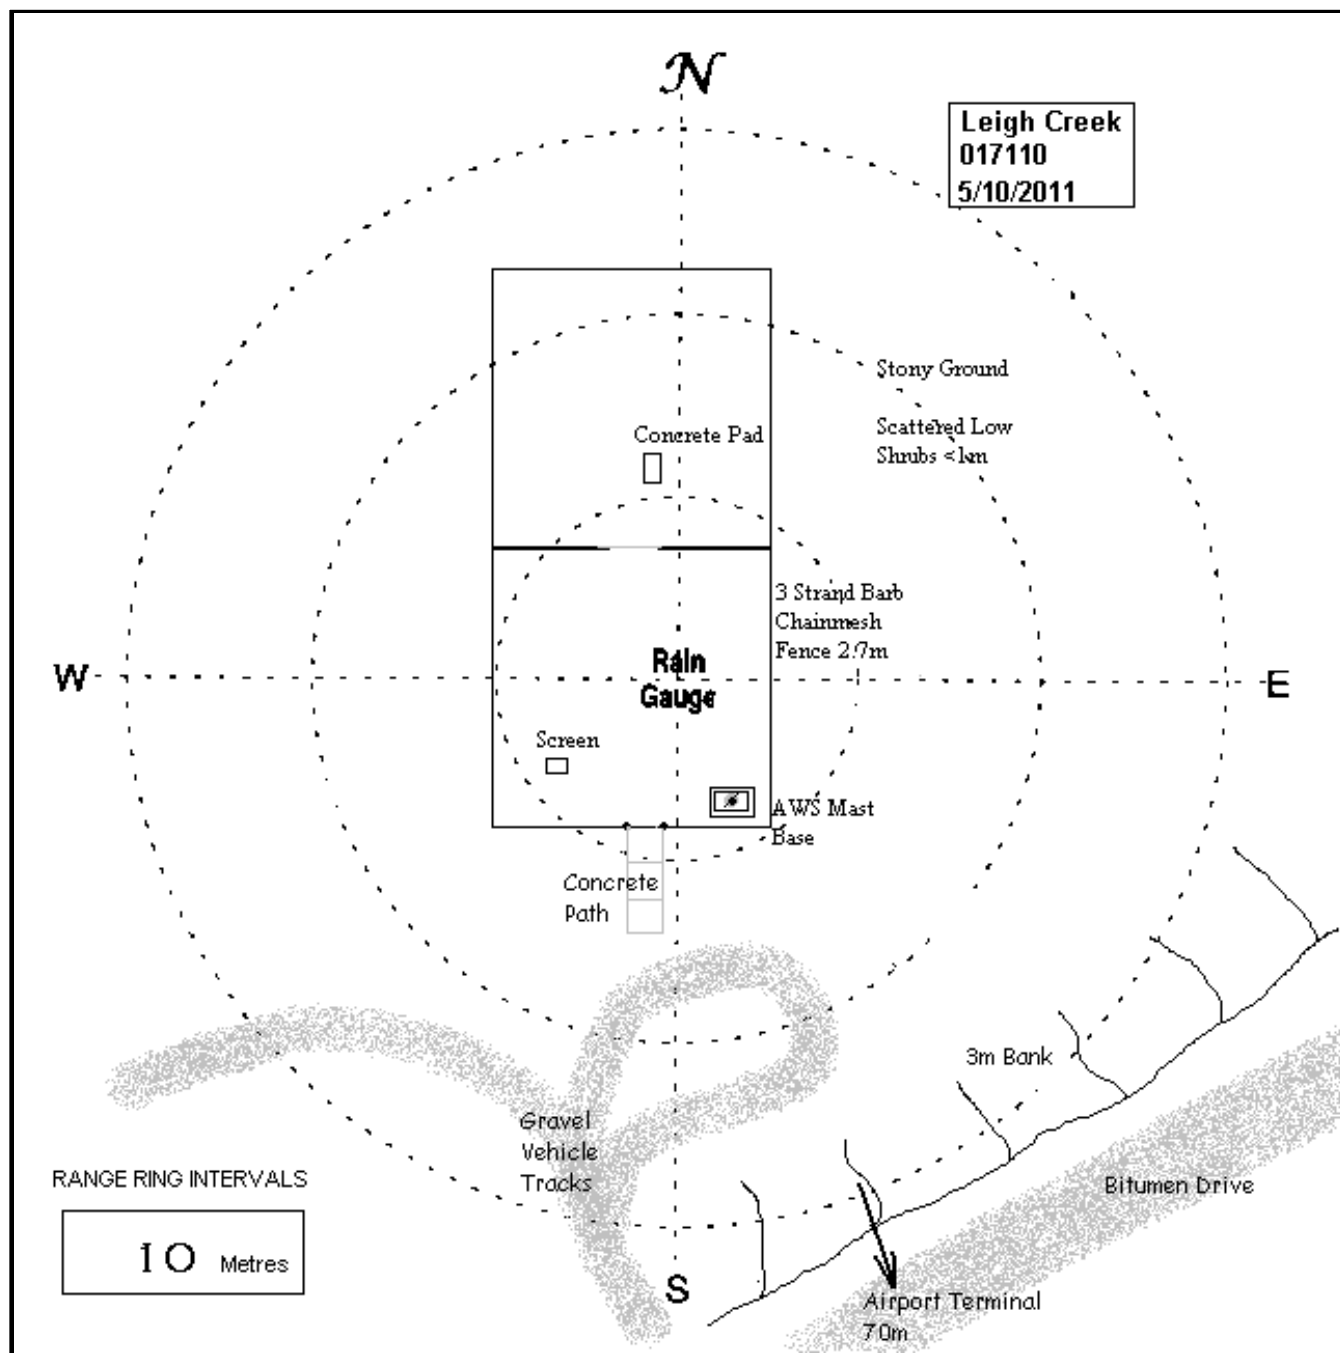 N
Leigh Creek
017110
5/10/2011
Stony Ground
Scattered Low
Shrubs <1m
Concrete Pad
3 Strand Barb
Chainmesh
Fence 2.7m
Rain
Gauge
W
E
Screen
AWS Mast
Base
Concrete
Path
3m Bank
Gravel
Vehicle
Tracks
Bitumen Drive
RANGE RING INTERVALS
10 Metres
S
Airport Terminal
70m